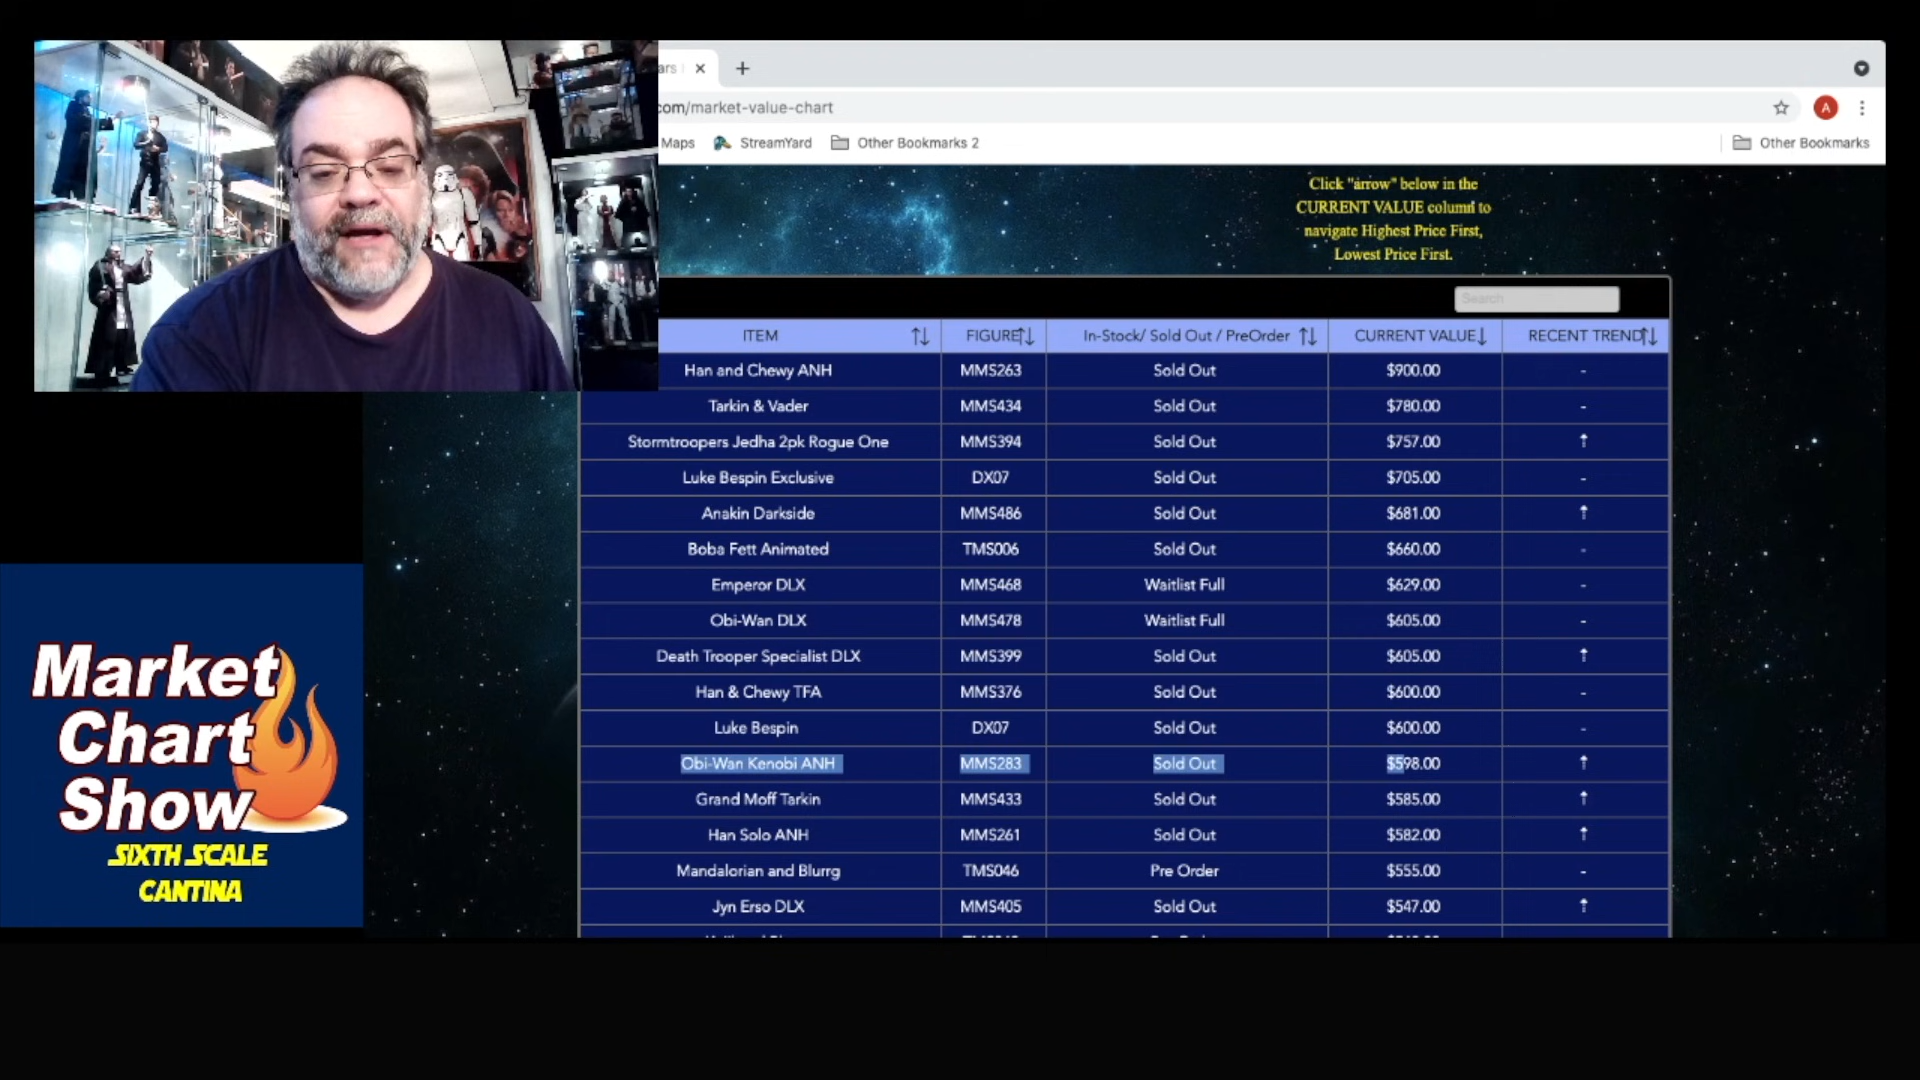 ars
com/market-value-chart
A
Maps StreamYard Other Bookmarks 2 Other Bookmarks
Click "arrow" below in the
CURRENT VALUE column to
navigate Highest Price First,
Lowest Price First.
Search
ITEM FIGURE In-Stock/ Sold Out / PreOrder CURRENT VALUE RECENT TREND
Han and Chewy ANH MMS263 Sold Out $900.00 -
Tarkin & Vader MMS434 Sold Out $780.00 -
Stormtroopers Jedha 2pk Rogue One MMS394 Sold Out $757.00 ↑
Luke Bespin Exclusive DX07 Sold Out $705.00 -
Anakin Darkside MMS486 Sold Out $681.00 ↑
Boba Fett Animated TMS006 Sold Out $660.00 -
Emperor DLX MMS468 Waitlist Full $629.00 -
Obi-Wan DLX MMS478 Waitlist Full $605.00 -
Death Trooper Specialist DLX MMS399 Sold Out $605.00 ↑
Han & Chewy TFA MMS376 Sold Out $600.00 -
Luke Bespin DX07 Sold Out $600.00 -
Obi-Wan Kenobi ANH MMS283 Sold Out $598.00 ↑
Grand Moff Tarkin MMS433 Sold Out $585.00 ↑
Han Solo ANH MMS261 Sold Out $582.00 ↑
Mandalorian and Blurrg TMS046 Pre Order $555.00 -
Jyn Erso DLX MMS405 Sold Out $547.00 ↑
Market
Chart
Show
SIXTH SCALE
CANTINA